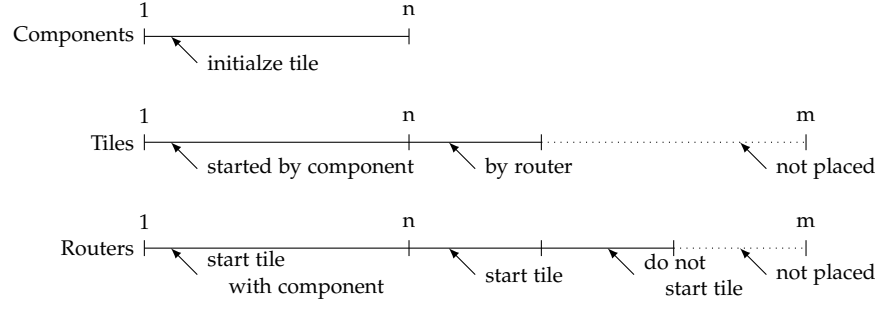 1 n
Components
initialze tile
1 n m
Tiles
started by component by router not placed
1 n m
Routers
start tile
with component
start tile
do not
start tile
not placed